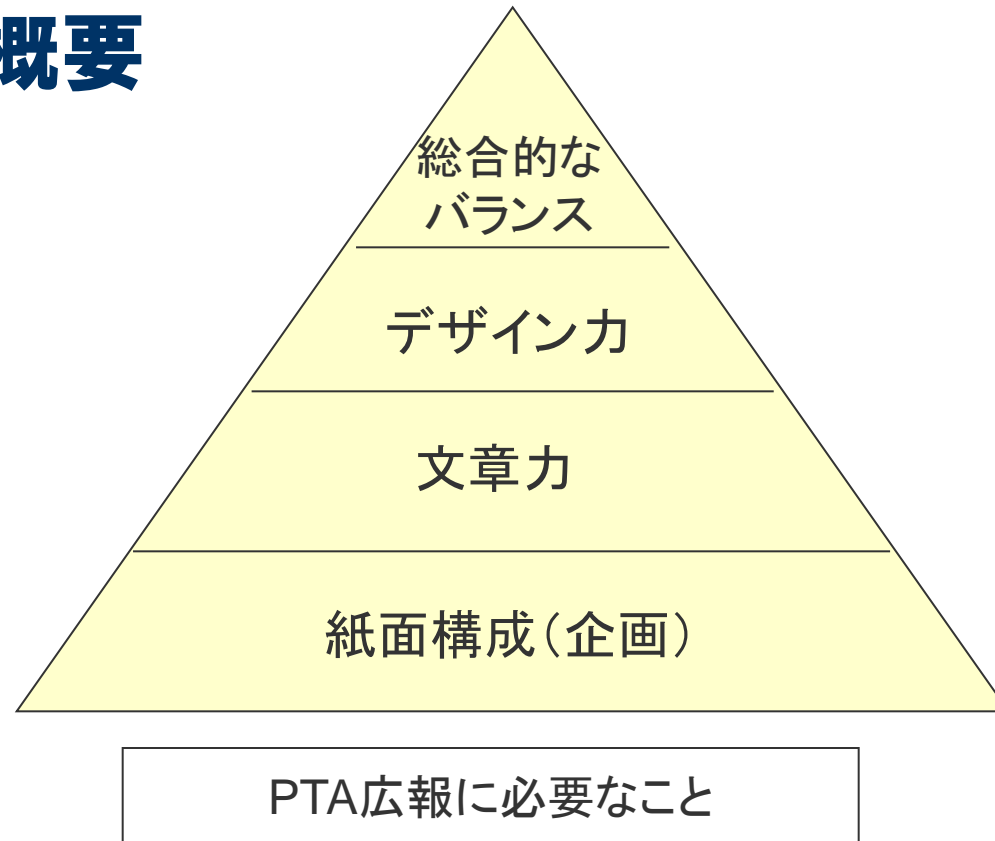 概要
総合的な
バランス
デザイン力
文章力
紙面構成（企画）
PTA広報に必要なこと